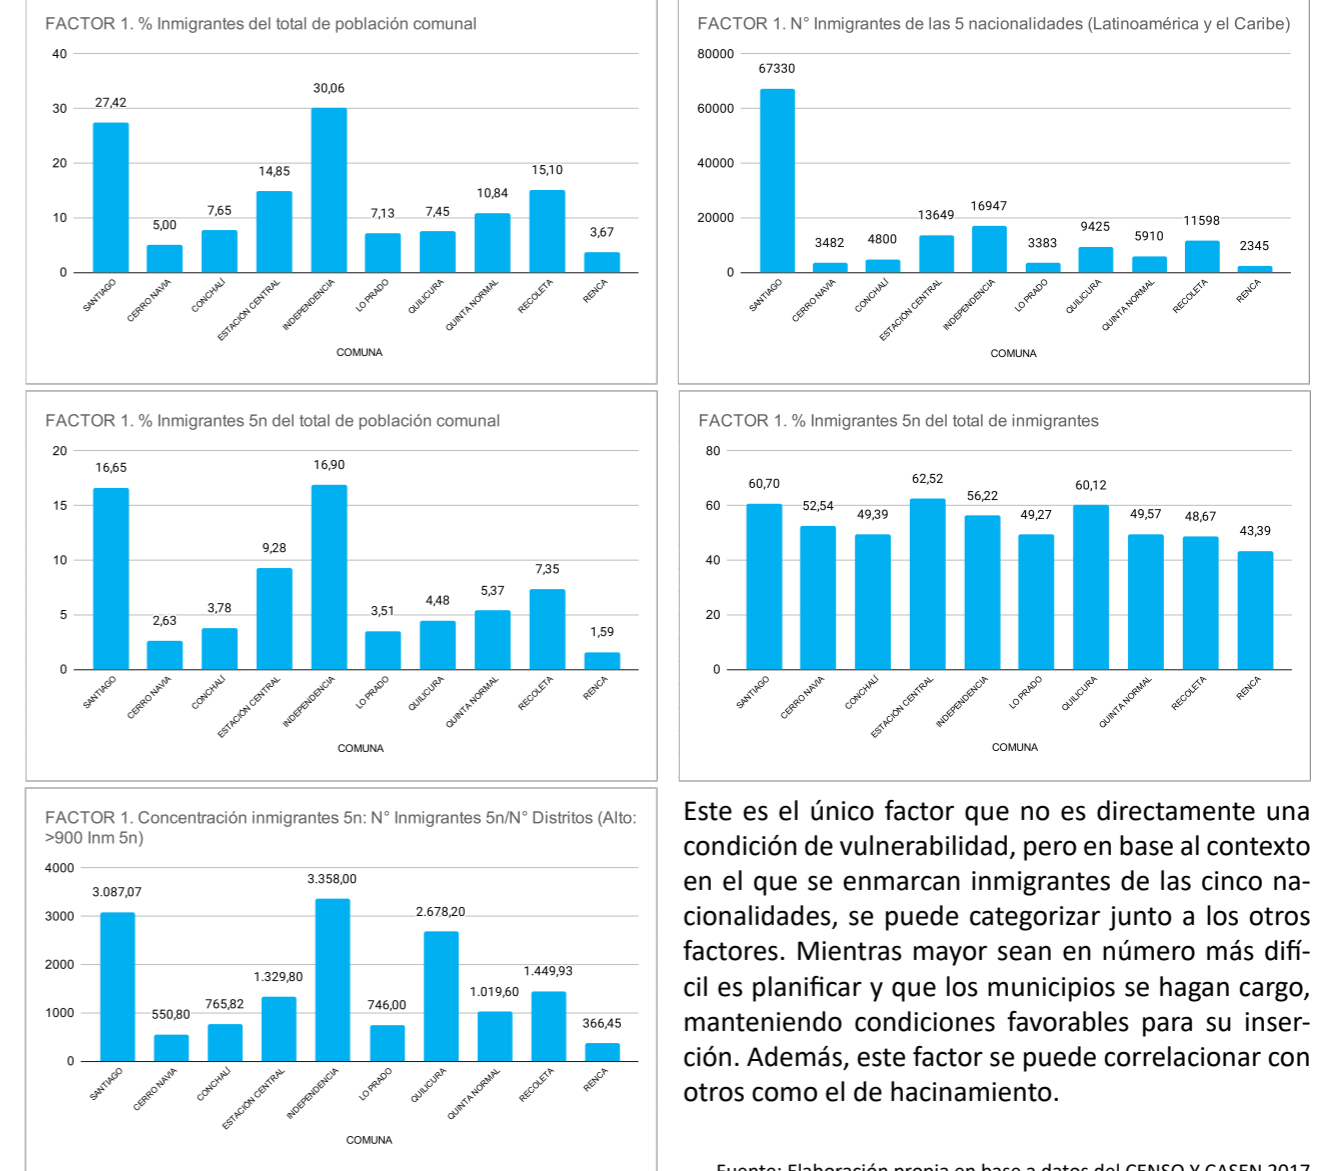 FACTOR 1. % Inmigrantes del total de población comunal
40
30
20
10
0
27,42
5,00
7,65
14,85
30,06
7,13
7,45
10,84
15,10
3,67
SANTIAGO
CERRO NAVIA
CONCHALÍ
ESTACIÓN CENTRAL
INDEPENDENCIA
LO PRADO
QUILICURA
QUINTA NORMAL
RECOLETA
RENCA
COMUNA
FACTOR 1. N° Inmigrantes de las 5 nacionalidades (Latinoamérica y el Caribe)
80000
60000
40000
20000
0
67330
3482
4800
13649
16947
3383
9425
5910
11598
2345
SANTIAGO
CERRO NAVIA
CONCHALÍ
ESTACIÓN CENTRAL
INDEPENDENCIA
LO PRADO
QUILICURA
QUINTA NORMAL
RECOLETA
RENCA
COMUNA
FACTOR 1. % Inmigrantes 5n del total de población comunal
20
15
10
5
0
16,65
2,63
3,78
9,28
16,90
3,51
4,48
5,37
7,35
1,59
SANTIAGO
CERRO NAVIA
CONCHALÍ
ESTACIÓN CENTRAL
INDEPENDENCIA
LO PRADO
QUILICURA
QUINTA NORMAL
RECOLETA
RENCA
COMUNA
FACTOR 1. % Inmigrantes 5n del total de inmigrantes
80
60
40
20
0
60,70
52,54
49,39
62,52
56,22
49,27
60,12
49,57
48,67
43,39
SANTIAGO
CERRO NAVIA
CONCHALÍ
ESTACIÓN CENTRAL
INDEPENDENCIA
LO PRADO
QUILICURA
QUINTA NORMAL
RECOLETA
RENCA
COMUNA
FACTOR 1. Concentración inmigrantes 5n: N° Inmigrantes 5n/N° Distritos (Alto:
>900 Inm 5n)
4000
3000
2000
1000
0
3.087,07
550,80
765,82
1.329,80
3.358,00
746,00
2.678,20
1.019,60
1.449,93
366,45
SANTIAGO
CERRO NAVIA
CONCHALÍ
ESTACIÓN CENTRAL
INDEPENDENCIA
LO PRADO
QUILICURA
QUINTA NORMAL
RECOLETA
RENCA
COMUNA
Este es el único factor que no es directamente una
condición de vulnerabilidad, pero en base al contexto
en el que se enmarcan inmigrantes de las cinco na-
cionalidades, se puede categorizar junto a los otros
factores. Mientras mayor sean en número más difí-
cil es planificar y que los municipios se hagan cargo,
manteniendo condiciones favorables para su inser-
ción. Además, este factor se puede correlacionar con
otros como el de hacinamiento.
Fuente: Elaboración propia en base a datos del CENSO Y CASEN 2017